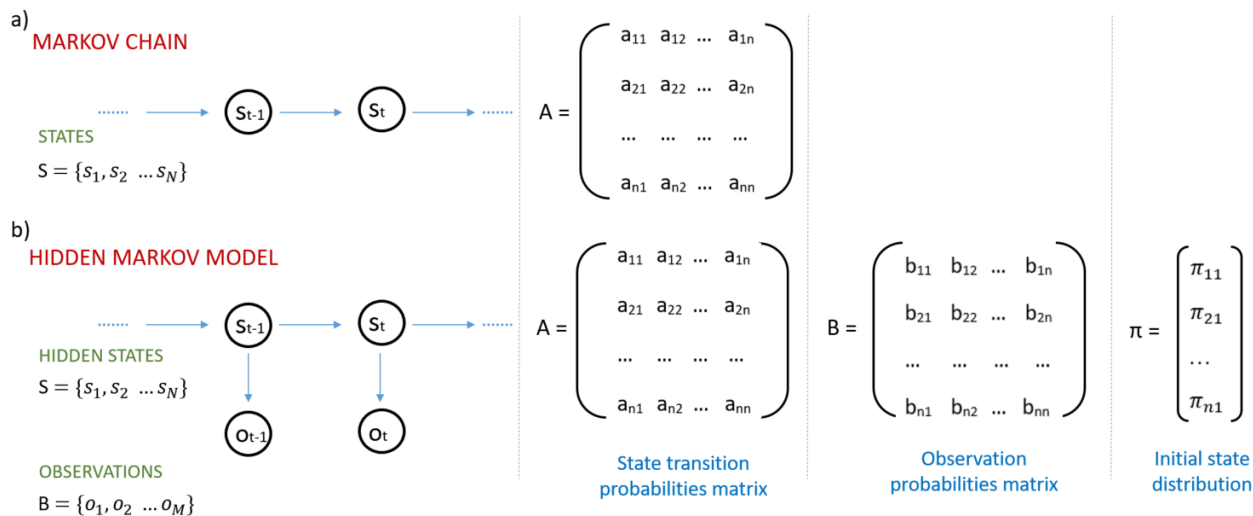 a)
MARKOV CHAIN
...... St-1 St ......
STATES
S = {s₁, s₂ ... s_N}
A =
a₁₁ a₁₂ ... a₁ₙ
a₂₁ a₂₂ ... a₂ₙ
... ... ... ...
aₙ₁ aₙ₂ ... aₙₙ
b)
HIDDEN MARKOV MODEL
...... St-1 St ......
HIDDEN STATES
S = {s₁, s₂ ... s_N}
Ot-1 Ot
OBSERVATIONS
B = {o₁, o₂ ... o_M}
A =
a₁₁ a₁₂ ... a₁ₙ
a₂₁ a₂₂ ... a₂ₙ
... ... ... ...
aₙ₁ aₙ₂ ... aₙₙ
State transition
probabilities matrix
B =
b₁₁ b₁₂ ... b₁ₙ
b₂₁ b₂₂ ... b₂ₙ
... ... ... ...
bₙ₁ bₙ₂ ... bₙₙ
Observation
probabilities matrix
π =
π₁₁
π₂₁
...
πₙ₁
Initial state
distribution